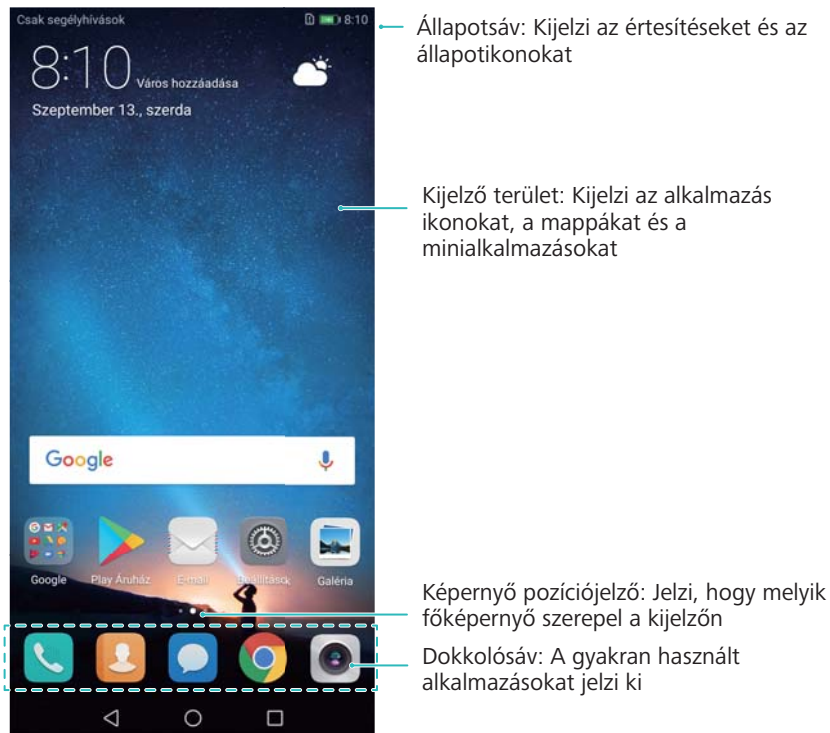 Csak segélyhívások 8:10
8:10 Város hozzáadása
Szeptember 13., szerda
Google
Google Play Áruház E-mail Beállítások Galéria
Állapotsáv: Kijelzi az értesítéseket és az
állapotikonokat
Kijelző terület: Kijelzi az alkalmazás
ikonokat, a mappákat és a
minialkalmazásokat
Képernyő pozíciójelző: Jelzi, hogy melyik
főképernyő szerepel a kijelzőn
Dokkolósáv: A gyakran használt
alkalmazásokat jelzi ki